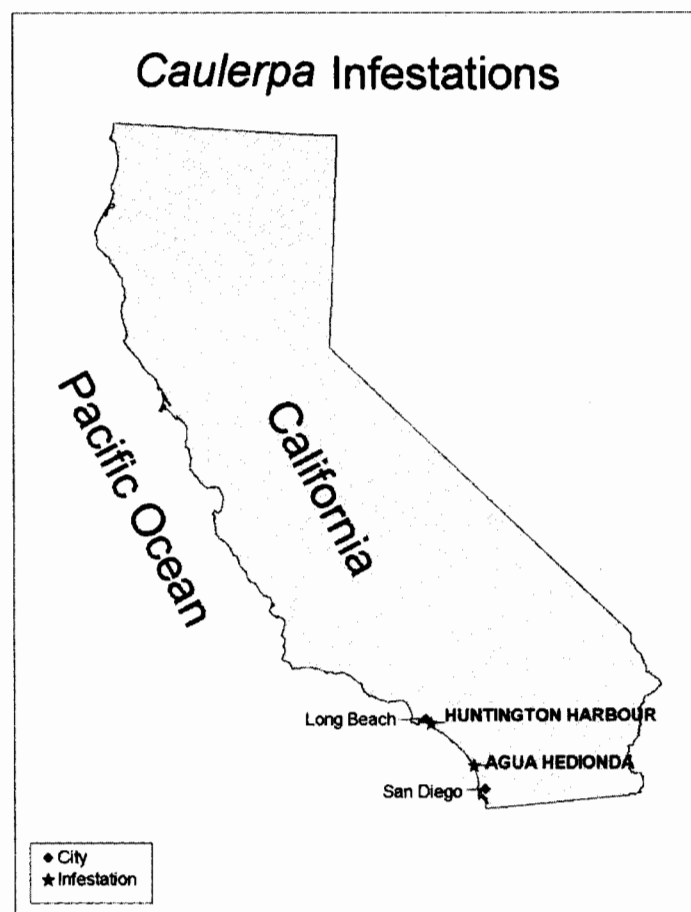 Caulerpa Infestations
Pacific Ocean
California
Long Beach
HUNTINGTON HARBOUR
AGUA HEDIONDA
San Diego
City
Infestation